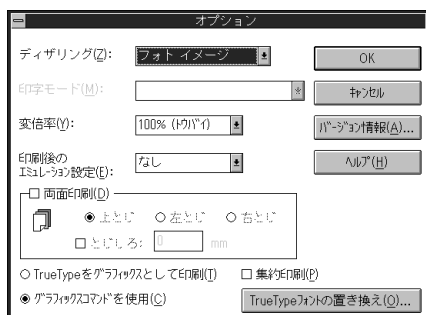 オプション
ディザリング(Z): フォト イメージ OK
印字モード(M): ｷｬﾝｾﾙ
変倍率(Y): 100% (ﾄｳﾊﾞｲ) ﾊﾞｰｼﾞｮﾝ情報(A)...
印刷後の
ｴﾐｭﾚｰｼｮﾝ設定(E): なし ﾍﾙﾌﾟ(H)
両面印刷(D)
上とじ 左とじ 右とじ
とじしろ: 0 mm
TrueTypeをｸﾞﾗﾌｨｯｸｽとして印刷(T) 集約印刷(P)
ｸﾞﾗﾌｨｯｸｽｺﾏﾝﾄﾞを使用(C) TrueTypeﾌｫﾝﾄの置き換え(O)...